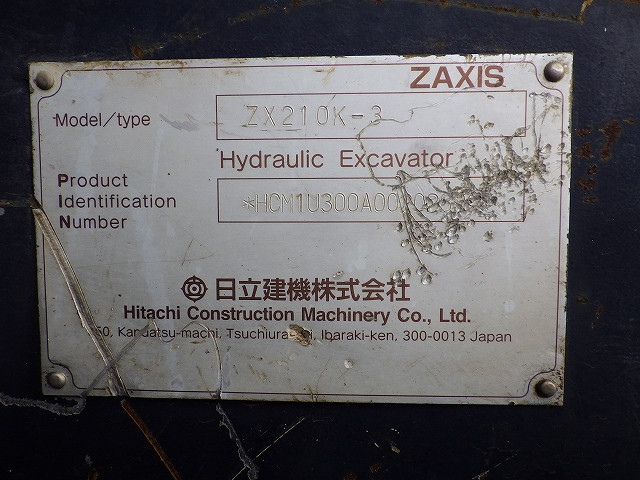 ZAXIS
Model/type ZX210K-3
Hydraulic Excavator
Product
Identification
Number
日立建機株式会社
Hitachi Construction Machinery Co., Ltd.
Ibaraki-ken, 300-0013 Japan